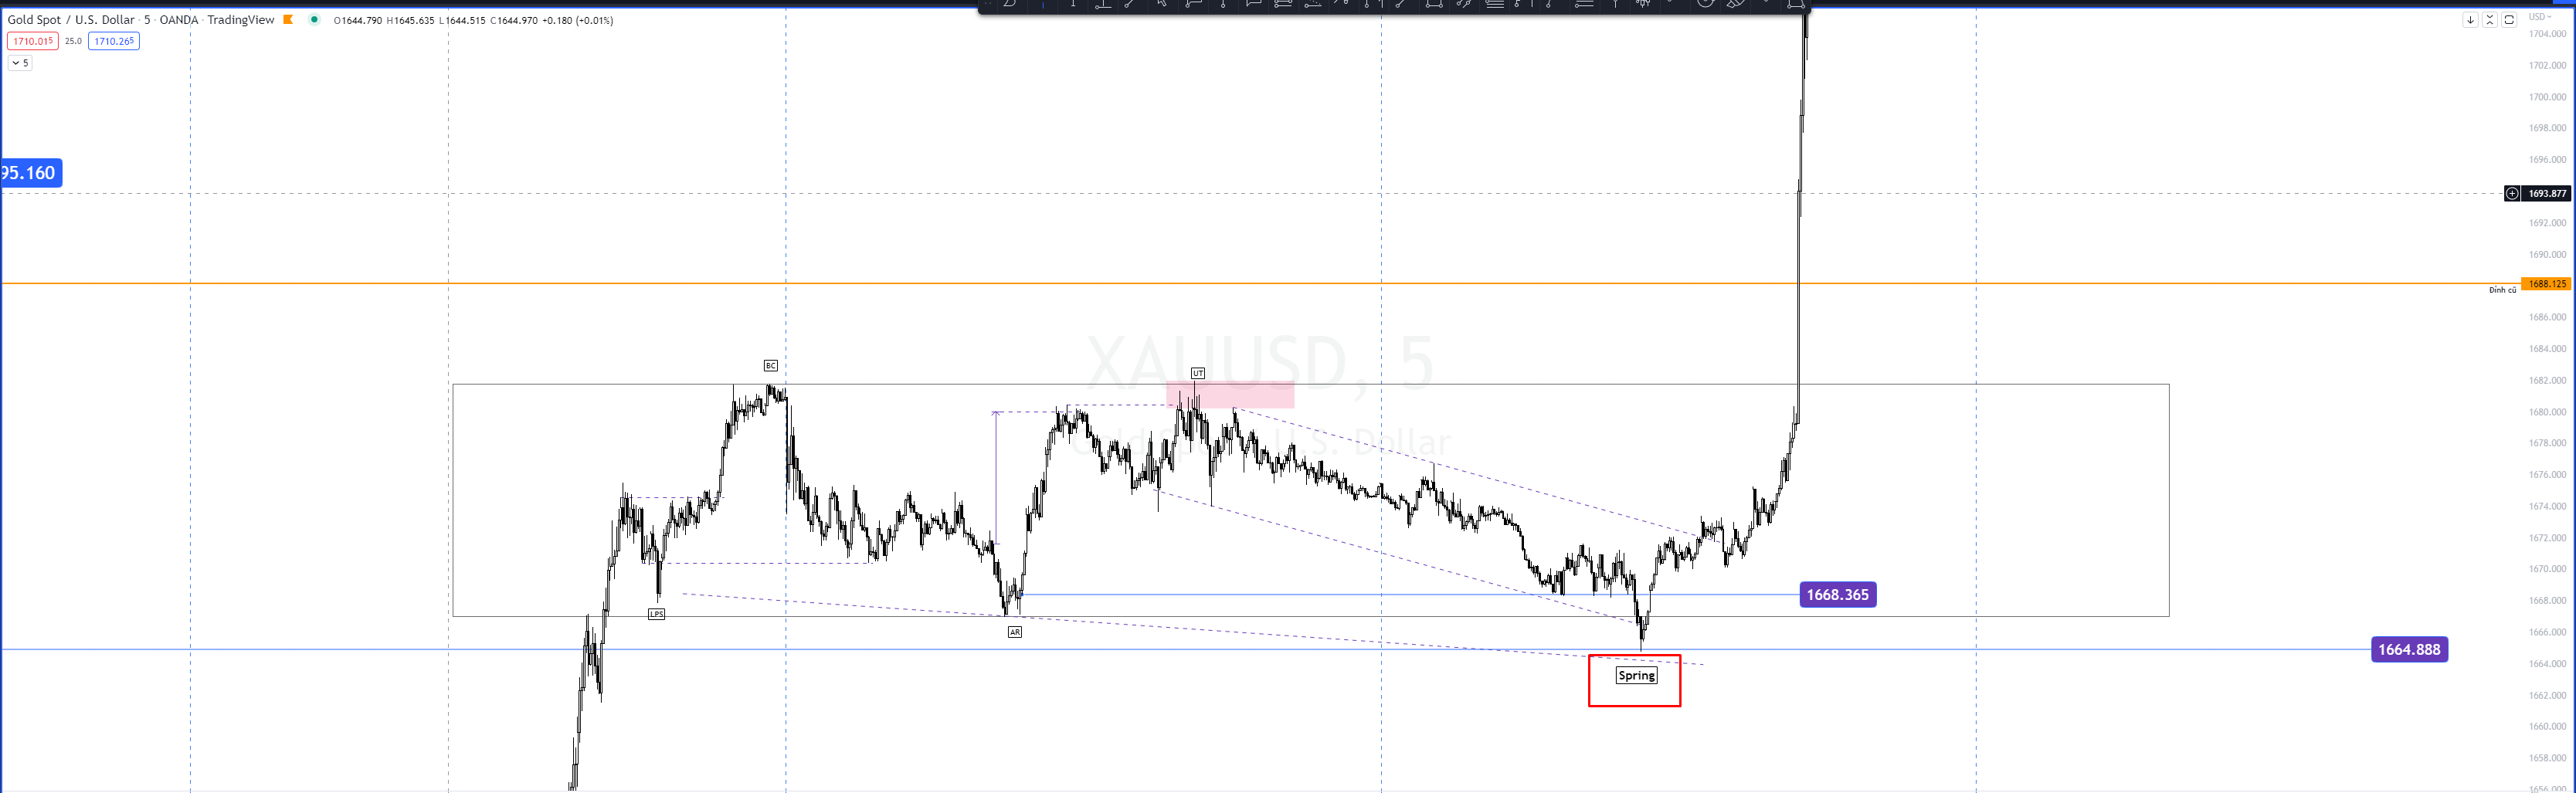 Gold Spot / U.S. Dollar · 5 · OANDA · TradingView O1644.790 H1645.635 L1644.515 C1644.970 +0.180 (+0.01%)
1710.015 25.0 1710.265
5
USD
1704.000
1702.000
1700.000
1698.000
1696.000
95.160
1693.877
1692.000
1690.000
1688.125
Đỉnh cũ
1686.000
1684.000
XAUUSD, 5
Gold Spot / U.S. Dollar
BC
UT
1682.000
1680.000
1678.000
1676.000
1674.000
1672.000
1670.000
1668.365
1668.000
LPS
AR
1666.000
1664.888
1664.000
Spring
1662.000
1660.000
1658.000
1656.000